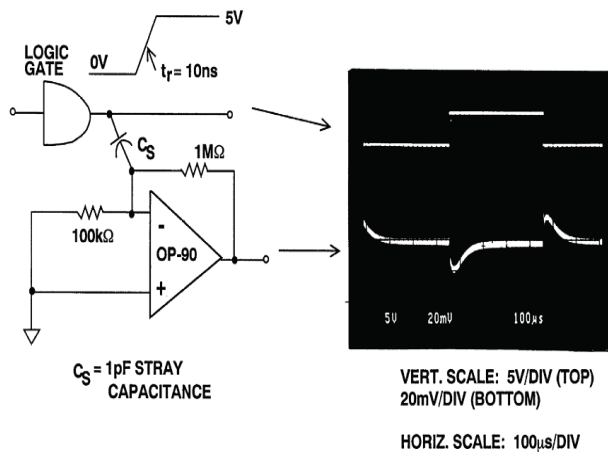 LOGIC
GATE
0V
5V
tr = 10ns
CS
1MΩ
100kΩ
-
OP-90
+
CS = 1pF STRAY
CAPACITANCE
5V 20mV 100µs
VERT. SCALE: 5V/DIV (TOP)
20mV/DIV (BOTTOM)
HORIZ. SCALE: 100µs/DIV